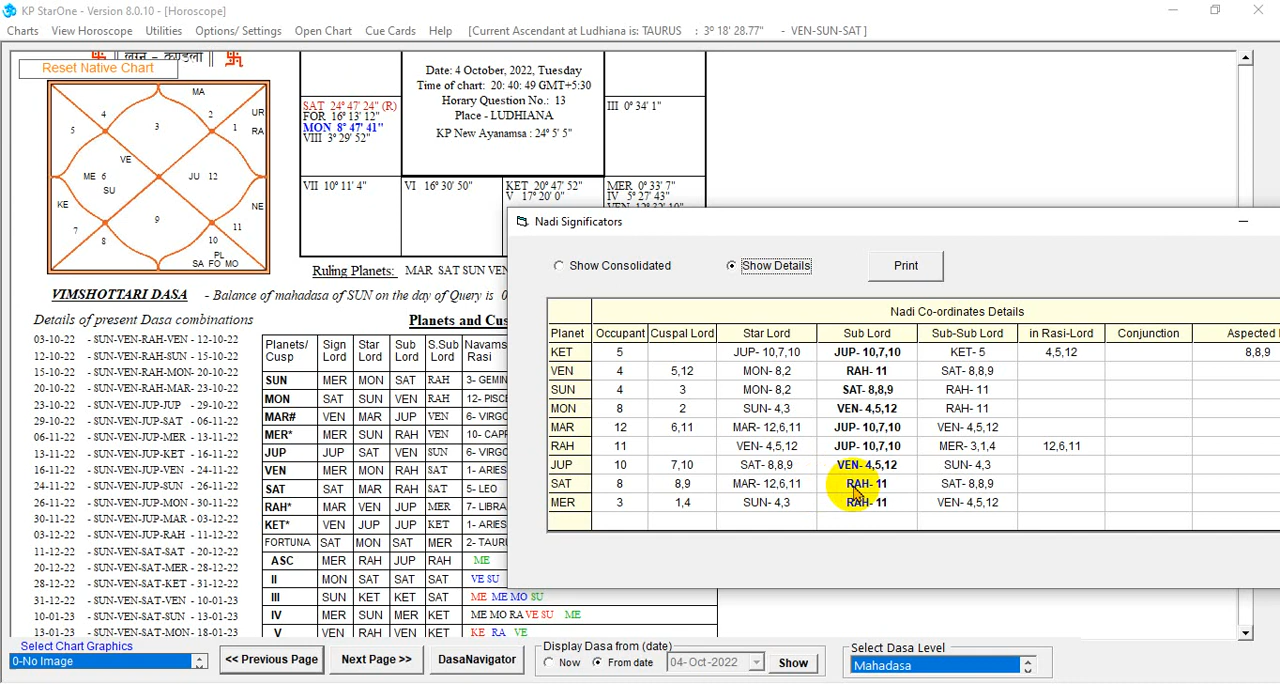 KP StarOne - Version 8.0.10 - [Horoscope]
Charts View Horoscope Utilities Options/ Settings Open Chart Cue Cards Help [Current Ascendant at Ludhiana is: TAURUS : 3° 18' 28.77" - VEN-SUN-SAT ]
Reset Native Chart
MA
4 2 UR
5 3 1 RA
VE
ME 6 JU 12
SU
KE NE
9
7 11
8 10
PL
SA FO MO
SAT 24° 47' 24" (R)
FOR 16° 13' 12"
MON 8° 47' 41"
VIII 3° 29' 52"
Date: 4 October, 2022, Tuesday
Time of chart: 20: 40: 49 GMT+5:30
Horary Question No.: 13
Place - LUDHIANA
KP New Ayanamsa : 24° 5' 5"
III 0° 34' 1"
VII 10° 11' 4" VI 16° 30' 50" KET 20° 47' 52" MER 0° 33' 7"
V 17° 20' 0" IV 5° 27' 43"
Ruling Planets: MAR SAT SUN VEN
VIMSHOTTARI DASA - Balance of mahadasa of SUN on the day of Query is
Details of present Dasa combinations
03-10-22 - SUN-VEN-RAH-VEN - 12-10-22
12-10-22 - SUN-VEN-RAH-SUN - 15-10-22
15-10-22 - SUN-VEN-RAH-MON- 20-10-22
20-10-22 - SUN-VEN-RAH-MAR - 23-10-22
23-10-22 - SUN-VEN-JUP-JUP - 29-10-22
29-10-22 - SUN-VEN-JUP-SAT - 06-11-22
06-11-22 - SUN-VEN-JUP-MER - 13-11-22
13-11-22 - SUN-VEN-JUP-KET - 16-11-22
16-11-22 - SUN-VEN-JUP-VEN - 24-11-22
24-11-22 - SUN-VEN-JUP-SUN - 26-11-22
26-11-22 - SUN-VEN-JUP-MON- 30-11-22
30-11-22 - SUN-VEN-JUP-MAR - 03-12-22
03-12-22 - SUN-VEN-JUP-RAH - 11-12-22
11-12-22 - SUN-VEN-SAT-SAT - 20-12-22
20-12-22 - SUN-VEN-SAT-MER - 28-12-22
28-12-22 - SUN-VEN-SAT-KET - 31-12-22
31-12-22 - SUN-VEN-SAT-VEN - 10-01-23
10-01-23 - SUN-VEN-SAT-SUN - 13-01-23
13-01-23 - SUN-VEN-SAT-MON- 18-01-23
Planets and Cus
Planets/ Cusp Sign Lord Star Lord Sub Lord S.Sub Lord Navams Rasi
SUN MER MON SAT RAH 3- GEMIN
MON SAT SUN VEN RAH 12- PISCE
MAR# VEN MAR JUP VEN 6- VIRGO
MER* MER SUN RAH VEN 10- CAP
JUP JUP SAT VEN SUN 6- VIRGO
VEN MER MON RAH SAT 1- ARIES
SAT SAT MAR RAH SAT 5- LEO
RAH* MAR VEN JUP MER 7- LIBRA
KET* VEN JUP JUP KET 1- ARIES
FORTUNA SAT MON SAT MER 2- TAURU
ASC MER RAH JUP RAH ME
II MON SAT SAT SAT VE SU
III SUN KET KET SAT ME ME MO SU
IV MER SUN MER KET ME MO RA VE SU ME
V VEN RAH VEN KET KE RA VE
Nadi Significators
Show Consolidated Show Details Print
Nadi Co-ordinates Details
Planet Occupant Cuspal Lord Star Lord Sub Lord Sub-Sub Lord in Rasi-Lord Conjunction Aspected
KET 5 JUP- 10,7,10 JUP- 10,7,10 KET- 5 4,5,12 8,8,9
VEN 4 5,12 MON- 8,2 RAH- 11 SAT- 8,8,9
SUN 4 3 MON- 8,2 SAT- 8,8,9 RAH- 11
MON 8 2 SUN- 4,3 VEN- 4,5,12 RAH- 11
MAR 12 6,11 MAR- 12,6,11 JUP- 10,7,10 VEN- 4,5,12
RAH 11 VEN- 4,5,12 JUP- 10,7,10 MER- 3,1,4 12,6,11
JUP 10 7,10 SAT- 8,8,9 VEN- 4,5,12 SUN- 4,3
SAT 8 8,9 MAR- 12,6,11 RAH- 11 SAT- 8,8,9
MER 3 1,4 SUN- 4,3 RAH- 11 VEN- 4,5,12
Select Chart Graphics
0-No Image
<< Previous Page Next Page >> DasaNavigator
Display Dasa from (date)
Now From date 04- Oct -2022 Show
Select Dasa Level
Mahadasa